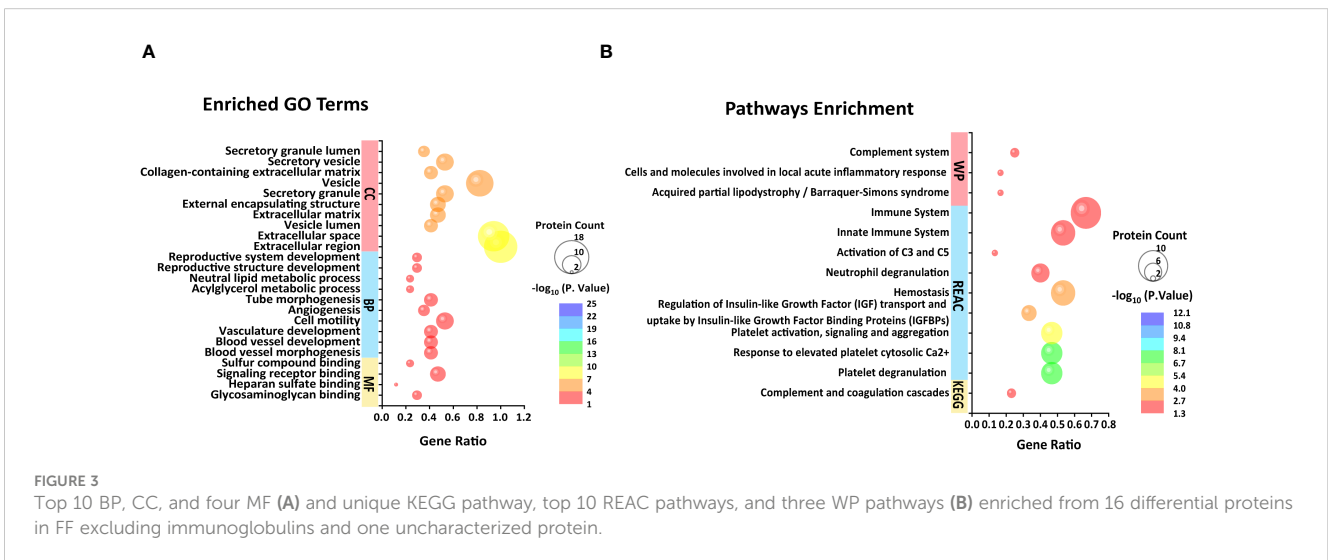 A
Enriched GO Terms
Secretory granule lumen
Secretory vesicle
Collagen-containing extracellular matrix
Vesicle
Secretory granule
External encapsulating structure
Extracellular matrix
Vesicle lumen
Extracellular space
Extracellular region
Reproductive system development
Reproductive structure development
Neutral lipid metabolic process
Acylglycerol metabolic process
Tube morphogenesis
Angiogenesis
Cell motility
Vasculature development
Blood vessel development
Blood vessel morphogenesis
Sulfur compound binding
Signaling receptor binding
Heparan sulfate binding
Glycosaminoglycan binding
CC
BP
MF
0.0 0.2 0.4 0.6 0.8 1.0 1.2
Gene Ratio
Protein Count
18
10
2
-log10 (P. Value)
25
22
19
16
13
10
7
4
1
B
Pathways Enrichment
Complement system
Cells and molecules involved in local acute inflammatory response
Acquired partial lipodystrophy / Barraquer-Simons syndrome
Immune System
Innate Immune System
Activation of C3 and C5
Neutrophil degranulation
Hemostasis
Regulation of Insulin-like Growth Factor (IGF) transport and
uptake by Insulin-like Growth Factor Binding Proteins (IGFBPs)
Platelet activation, signaling and aggregation
Response to elevated platelet cytosolic Ca2+
Platelet degranulation
Complement and coagulation cascades
WP
REAC
KEGG
0.0 0.1 0.2 0.3 0.4 0.5 0.6 0.7 0.8
Gene Ratio
Protein Count
10
6
2
-log10 (P.Value)
12.1
10.8
9.4
8.1
6.7
5.4
4.0
2.7
1.3
FIGURE 3
Top 10 BP, CC, and four MF (A) and unique KEGG pathway, top 10 REAC pathways, and three WP pathways (B) enriched from 16 differential proteins
in FF excluding immunoglobulins and one uncharacterized protein.